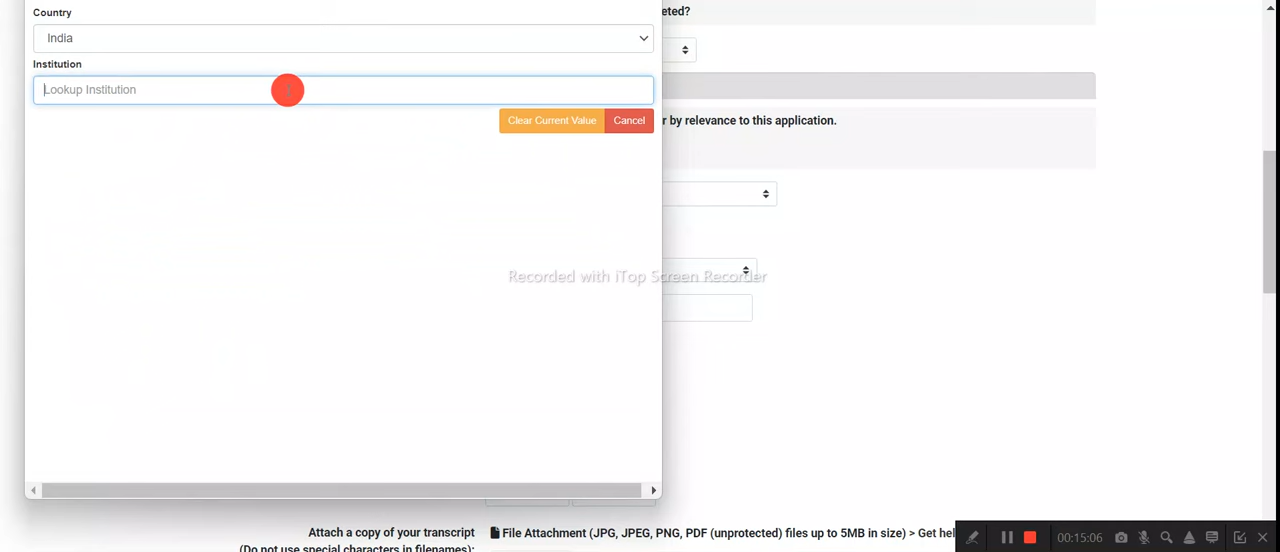 Country
eted?
India
Institution
Lookup Institution
Clear Current Value
Cancel
r by relevance to this application.
Recorded with iTop Screen Recorder
Attach a copy of your transcript
(Do not use special characters in filenames):
File Attachment (JPG, JPEG, PNG, PDF (unprotected) files up to 5MB in size) > Get hel
00:15:06